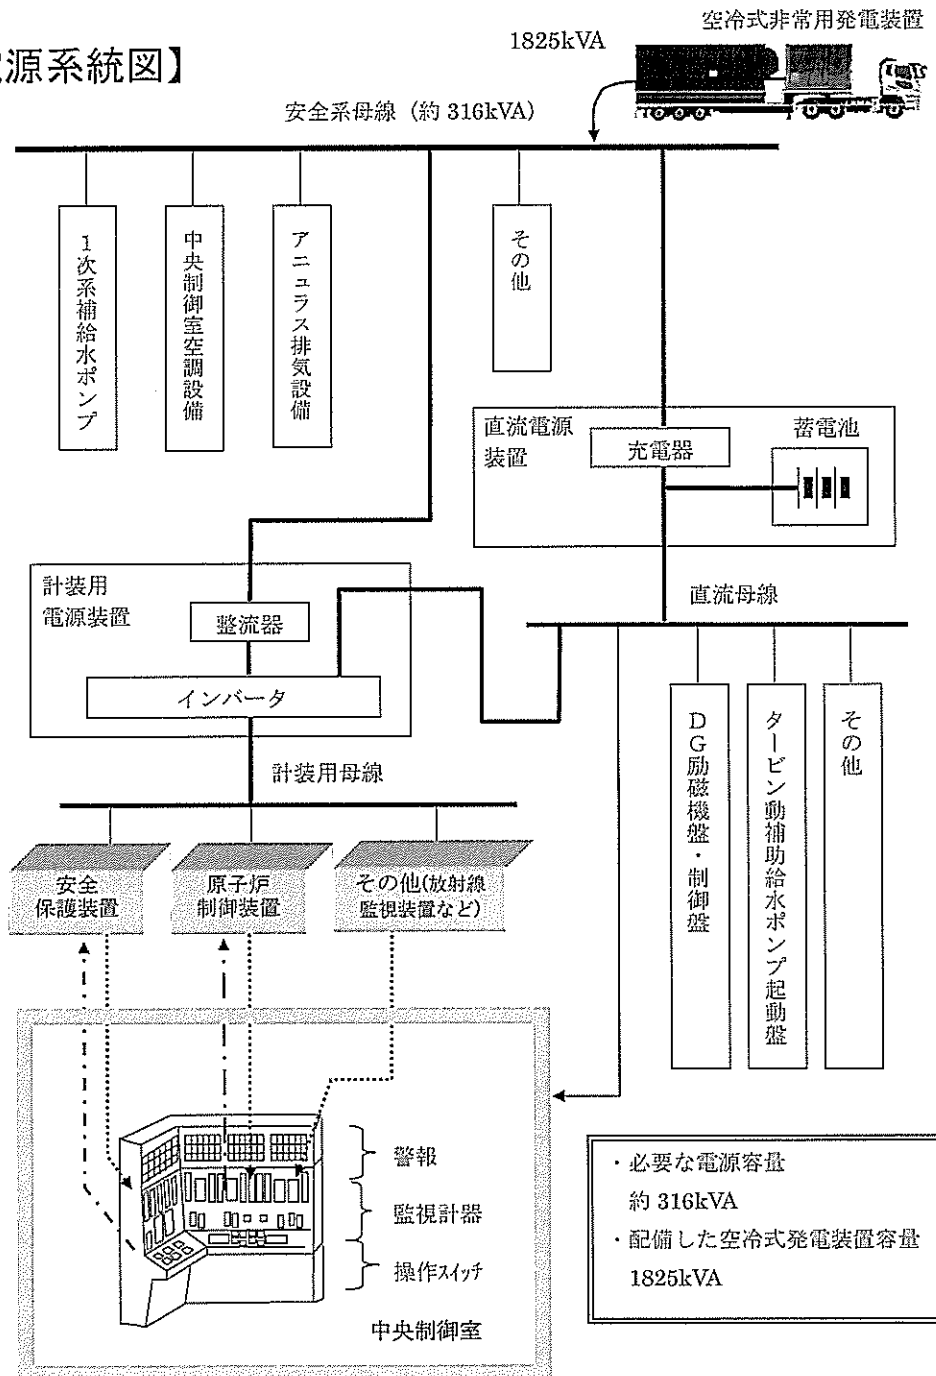 空冷式非常用発電装置
1825kVA
源系統図】
安全系母線（約 316kVA）
1次系補給水ポンプ
中央制御室空調設備
アニュラス排気設備
その他
直流電源
装置
充電器
蓄電池
計装用
電源装置
整流器
インバータ
直流母線
計装用母線
DG励磁機盤・制御盤
タービン動補助給水ポンプ起動盤
その他
安全
保護装置
原子炉
制御装置
その他(放射線
監視装置など)
警報
監視計器
操作スイッチ
中央制御室
・必要な電源容量
約 316kVA
・配備した空冷式発電装置容量
1825kVA